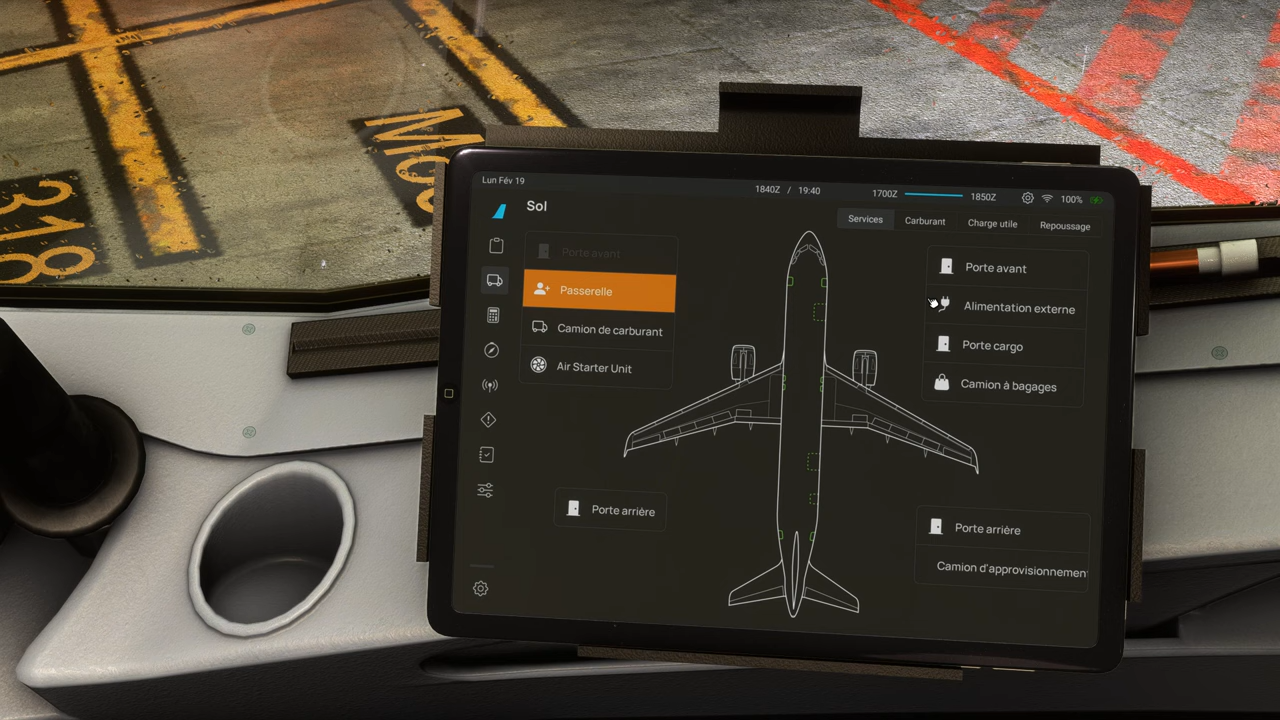 M63
318
Lun Fév 19
1840Z / 19:40
1700Z
1850Z
100%
Sol
Services
Carburant
Charge utile
Repoussage
Porte avant
Passerelle
Camion de carburant
Air Starter Unit
Porte avant
Alimentation externe
Porte cargo
Camion à bagages
Porte arrière
Porte arrière
Camion d'approvisionnemen